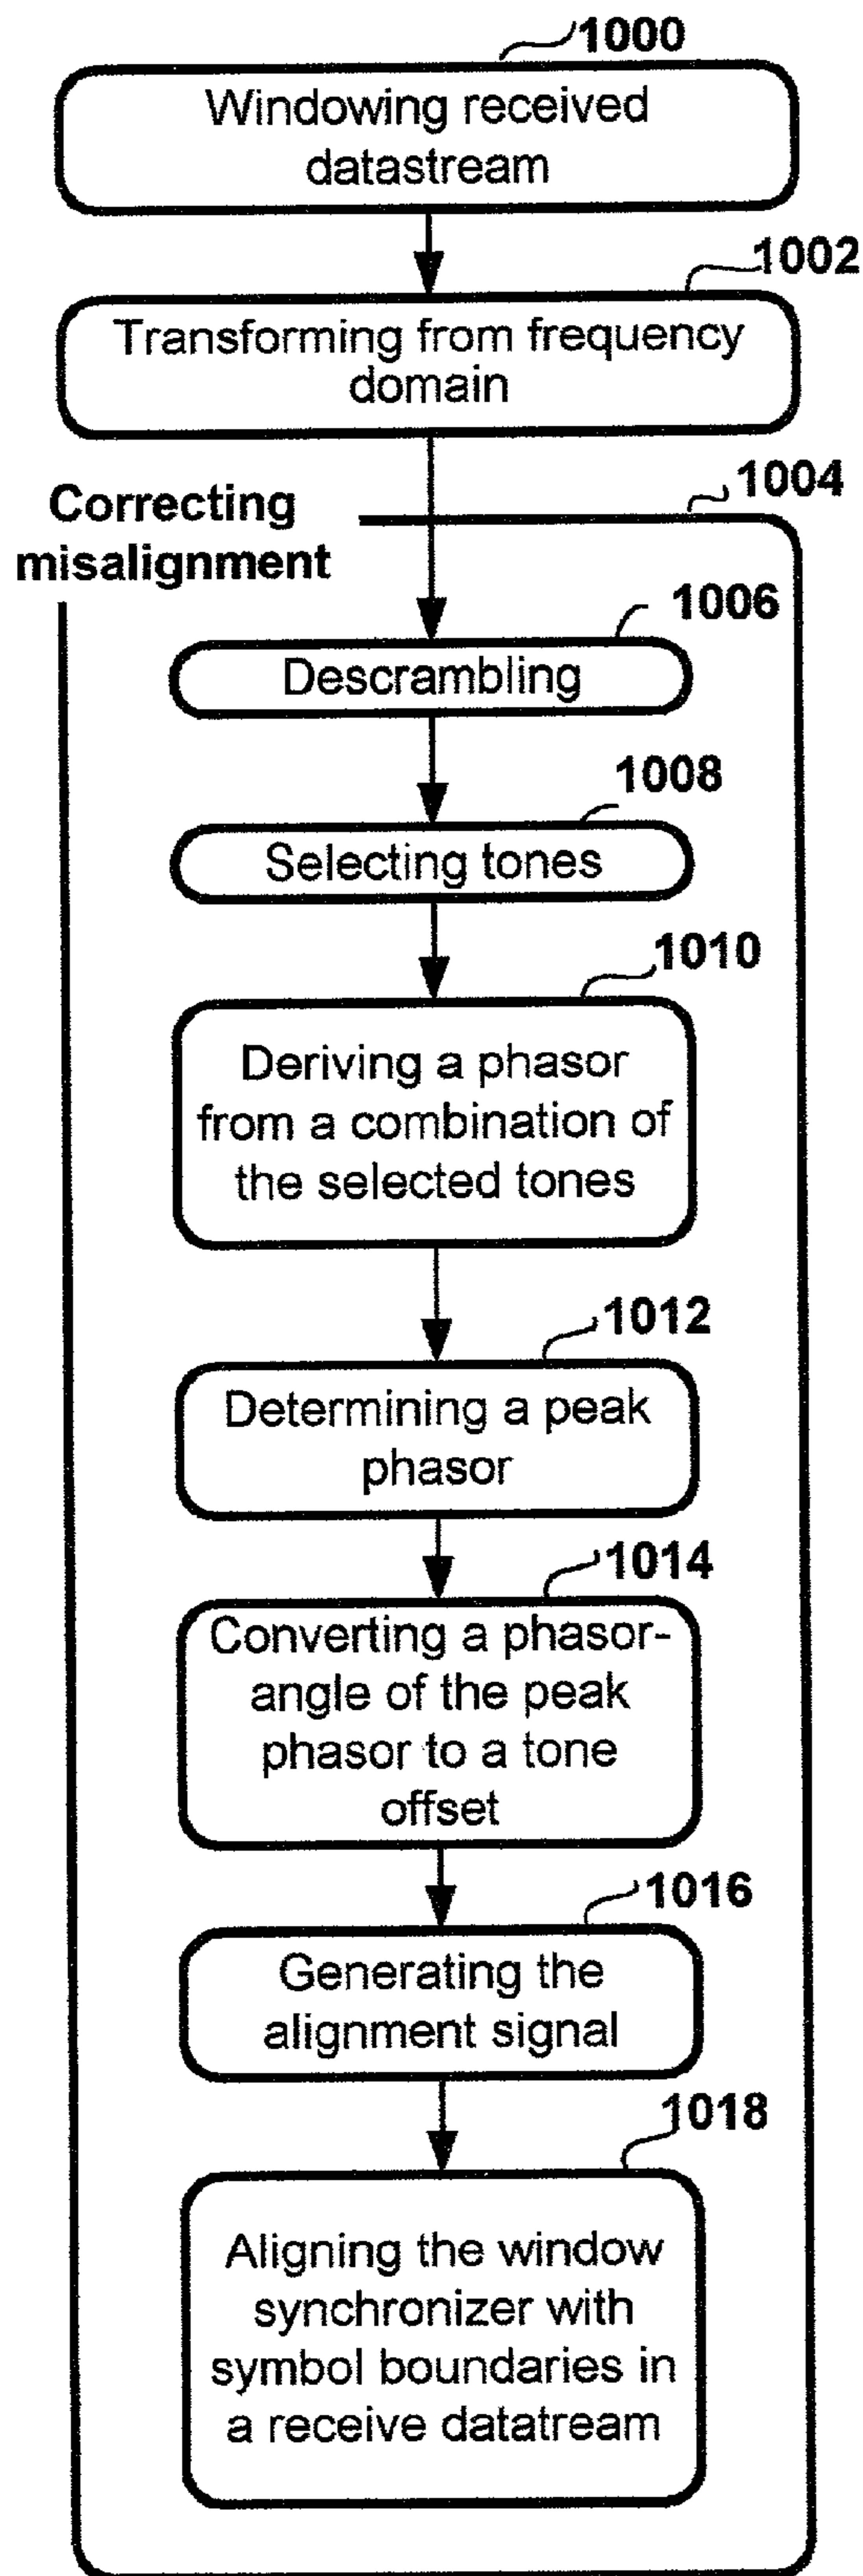 1000
Windowing received
datastream
1002
Transforming from frequency
domain
1004
Correcting
misalignment
1006
Descrambling
1008
Selecting tones
1010
Deriving a phasor
from a combination of
the selected tones
1012
Determining a peak
phasor
1014
Converting a phasor-
angle of the peak
phasor to a tone
offset
1016
Generating the
alignment signal
1018
Aligning the window
synchronizer with
symbol boundaries in
a receive datatream